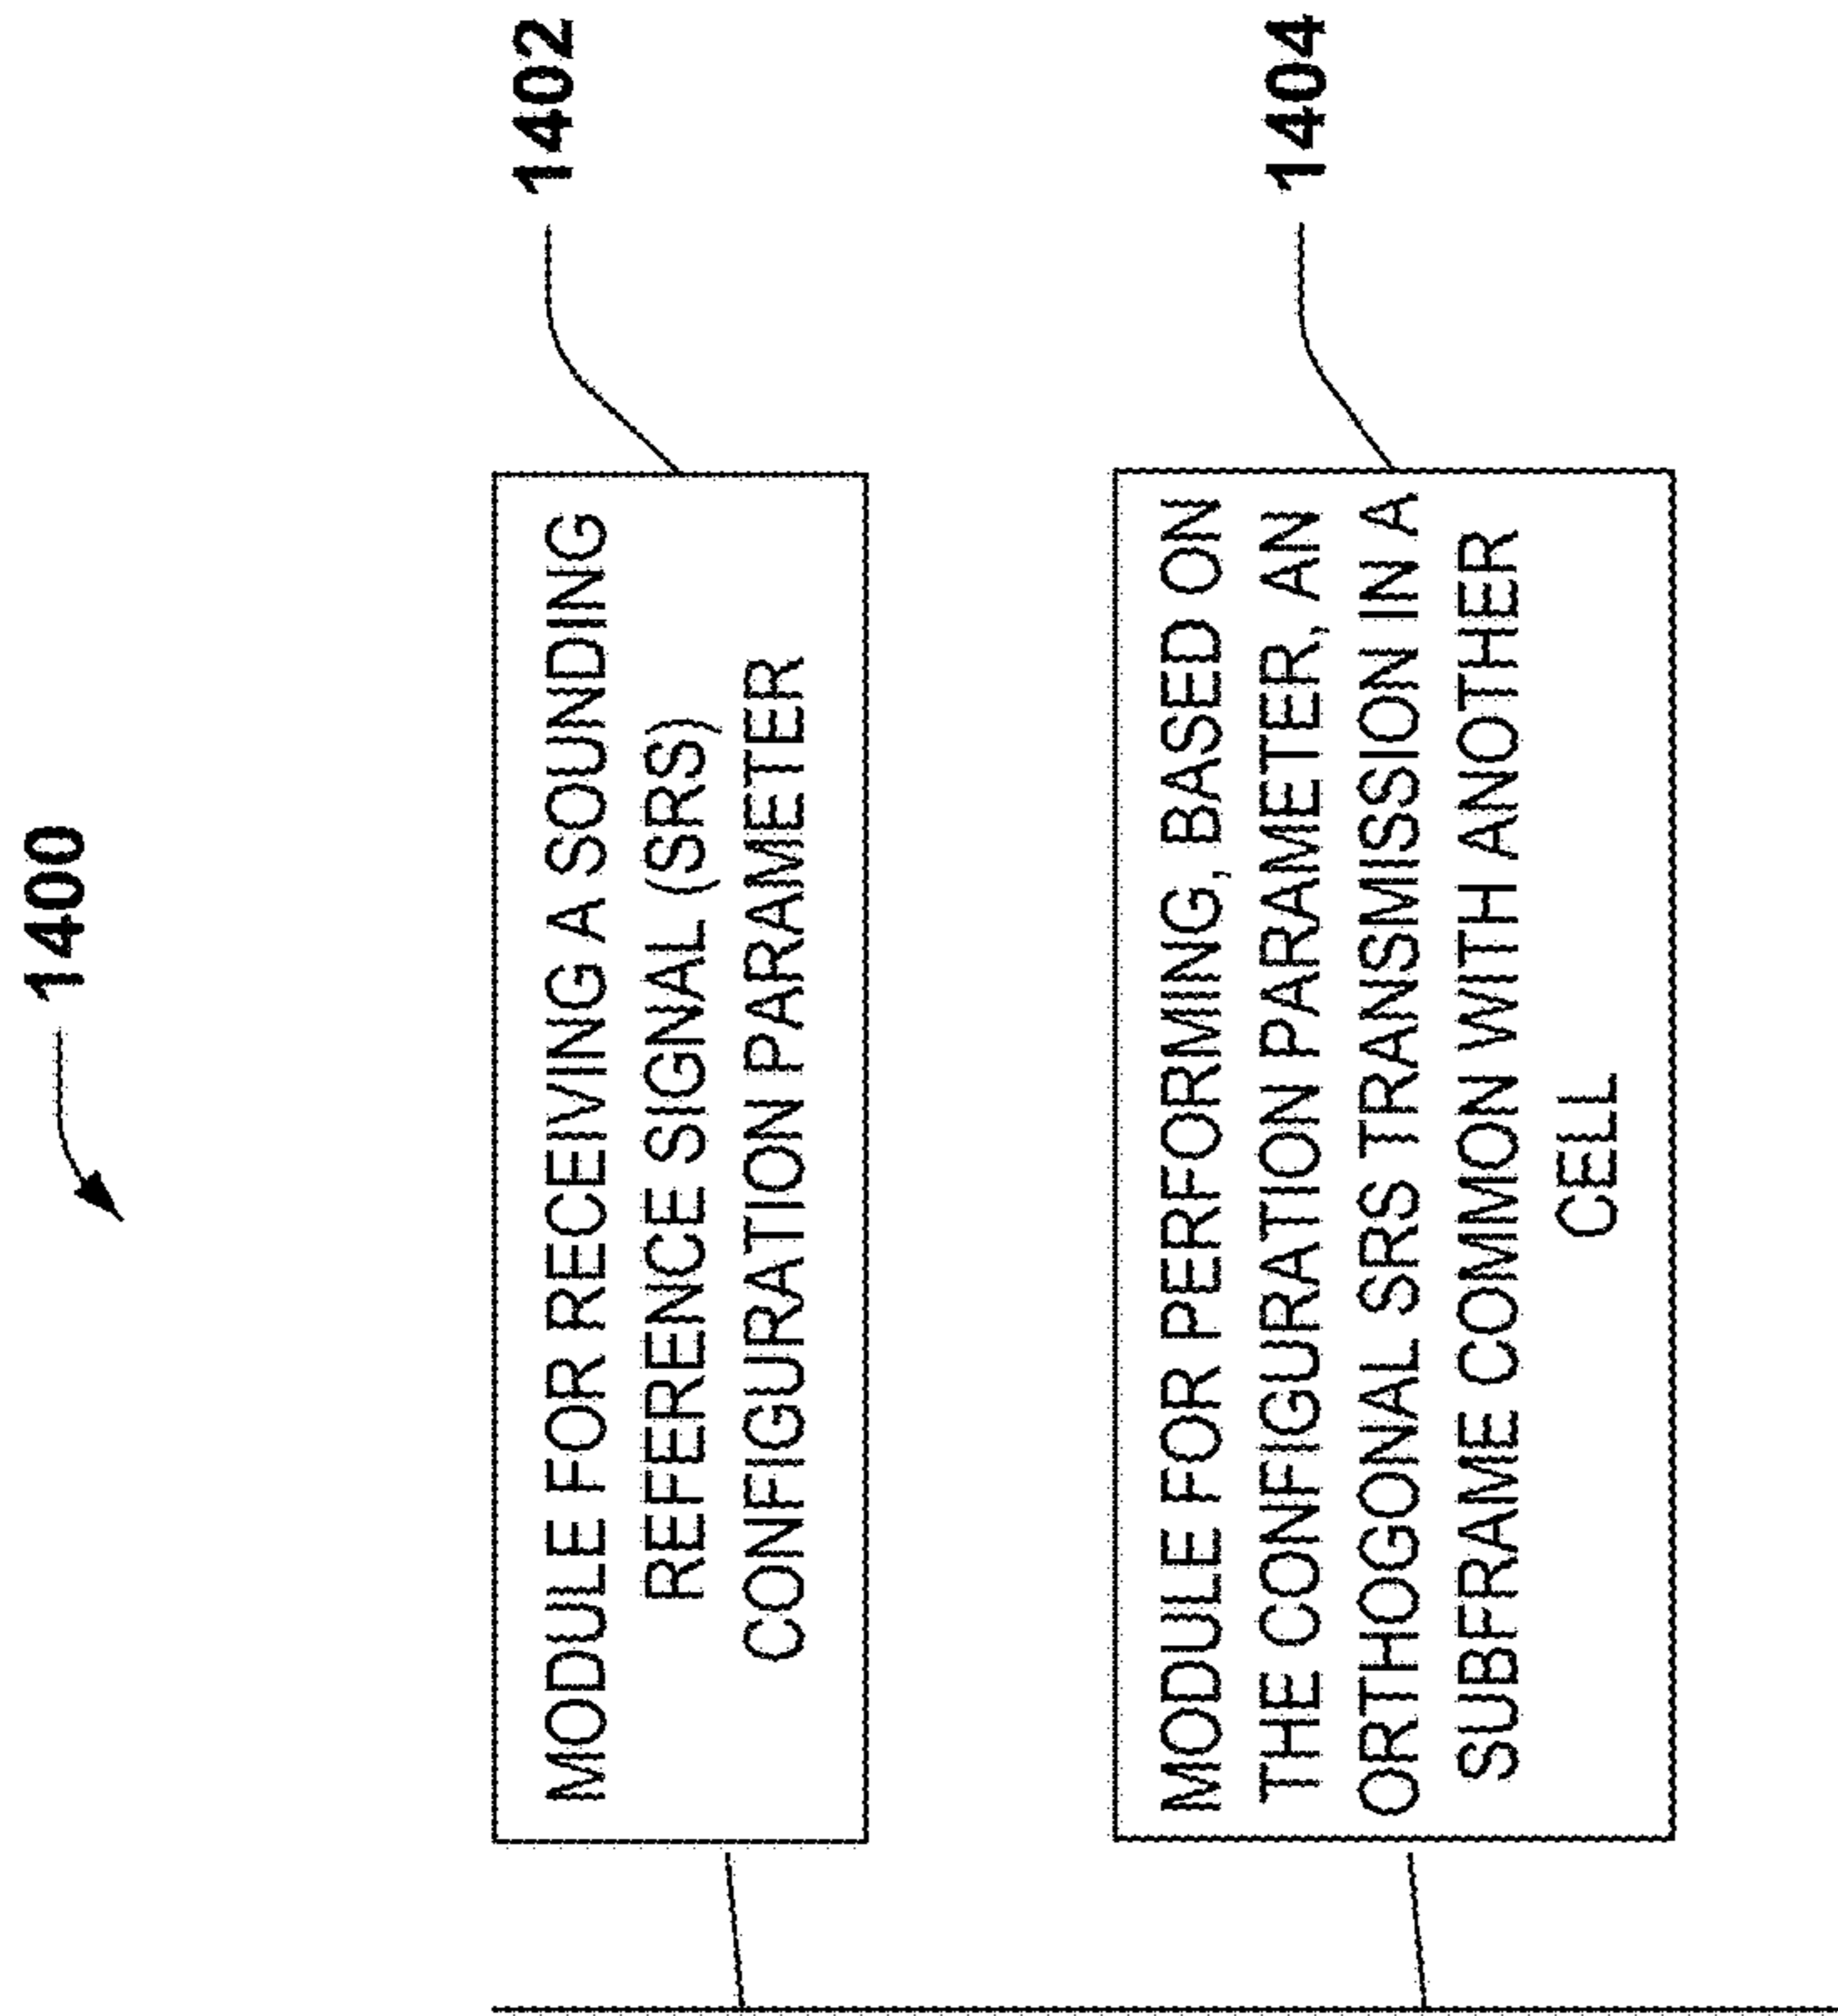 1400
MODULE FOR RECEIVING A SOUNDING
REFERENCE SIGNAL (SRS)
CONFIGURATION PARAMETER
1402
MODULE FOR PERFORMING, BASED ON
THE CONFIGURATION PARAMETER, AN
ORTHOGONAL SRS TRANSMISSION IN A
SUBFRAME COMMON WITH ANOTHER
CELL
1404